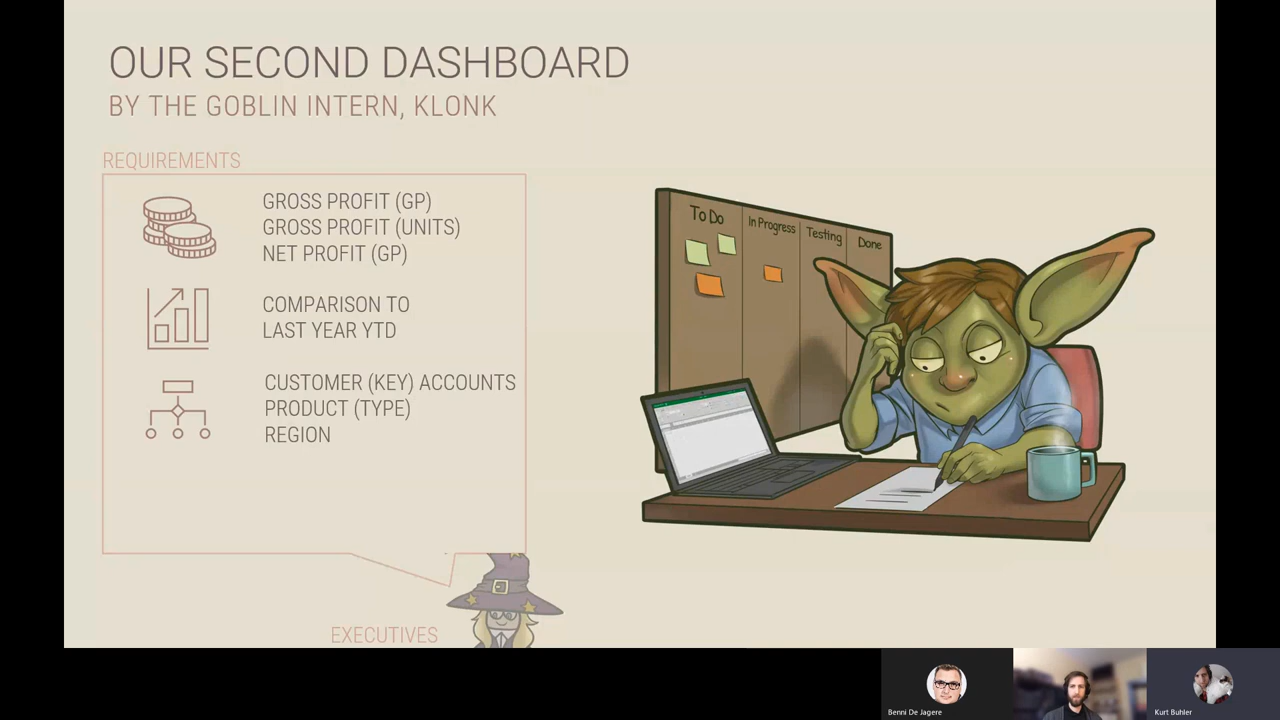 OUR SECOND DASHBOARD
BY THE GOBLIN INTERN, KLONK
REQUIREMENTS
GROSS PROFIT (GP)
GROSS PROFIT (UNITS)
NET PROFIT (GP)
COMPARISON TO
LAST YEAR YTD
CUSTOMER (KEY) ACCOUNTS
PRODUCT (TYPE)
REGION
EXECUTIVES
To Do
In Progress
Testing
Done
Benni De Jagere
Kurt Buhler